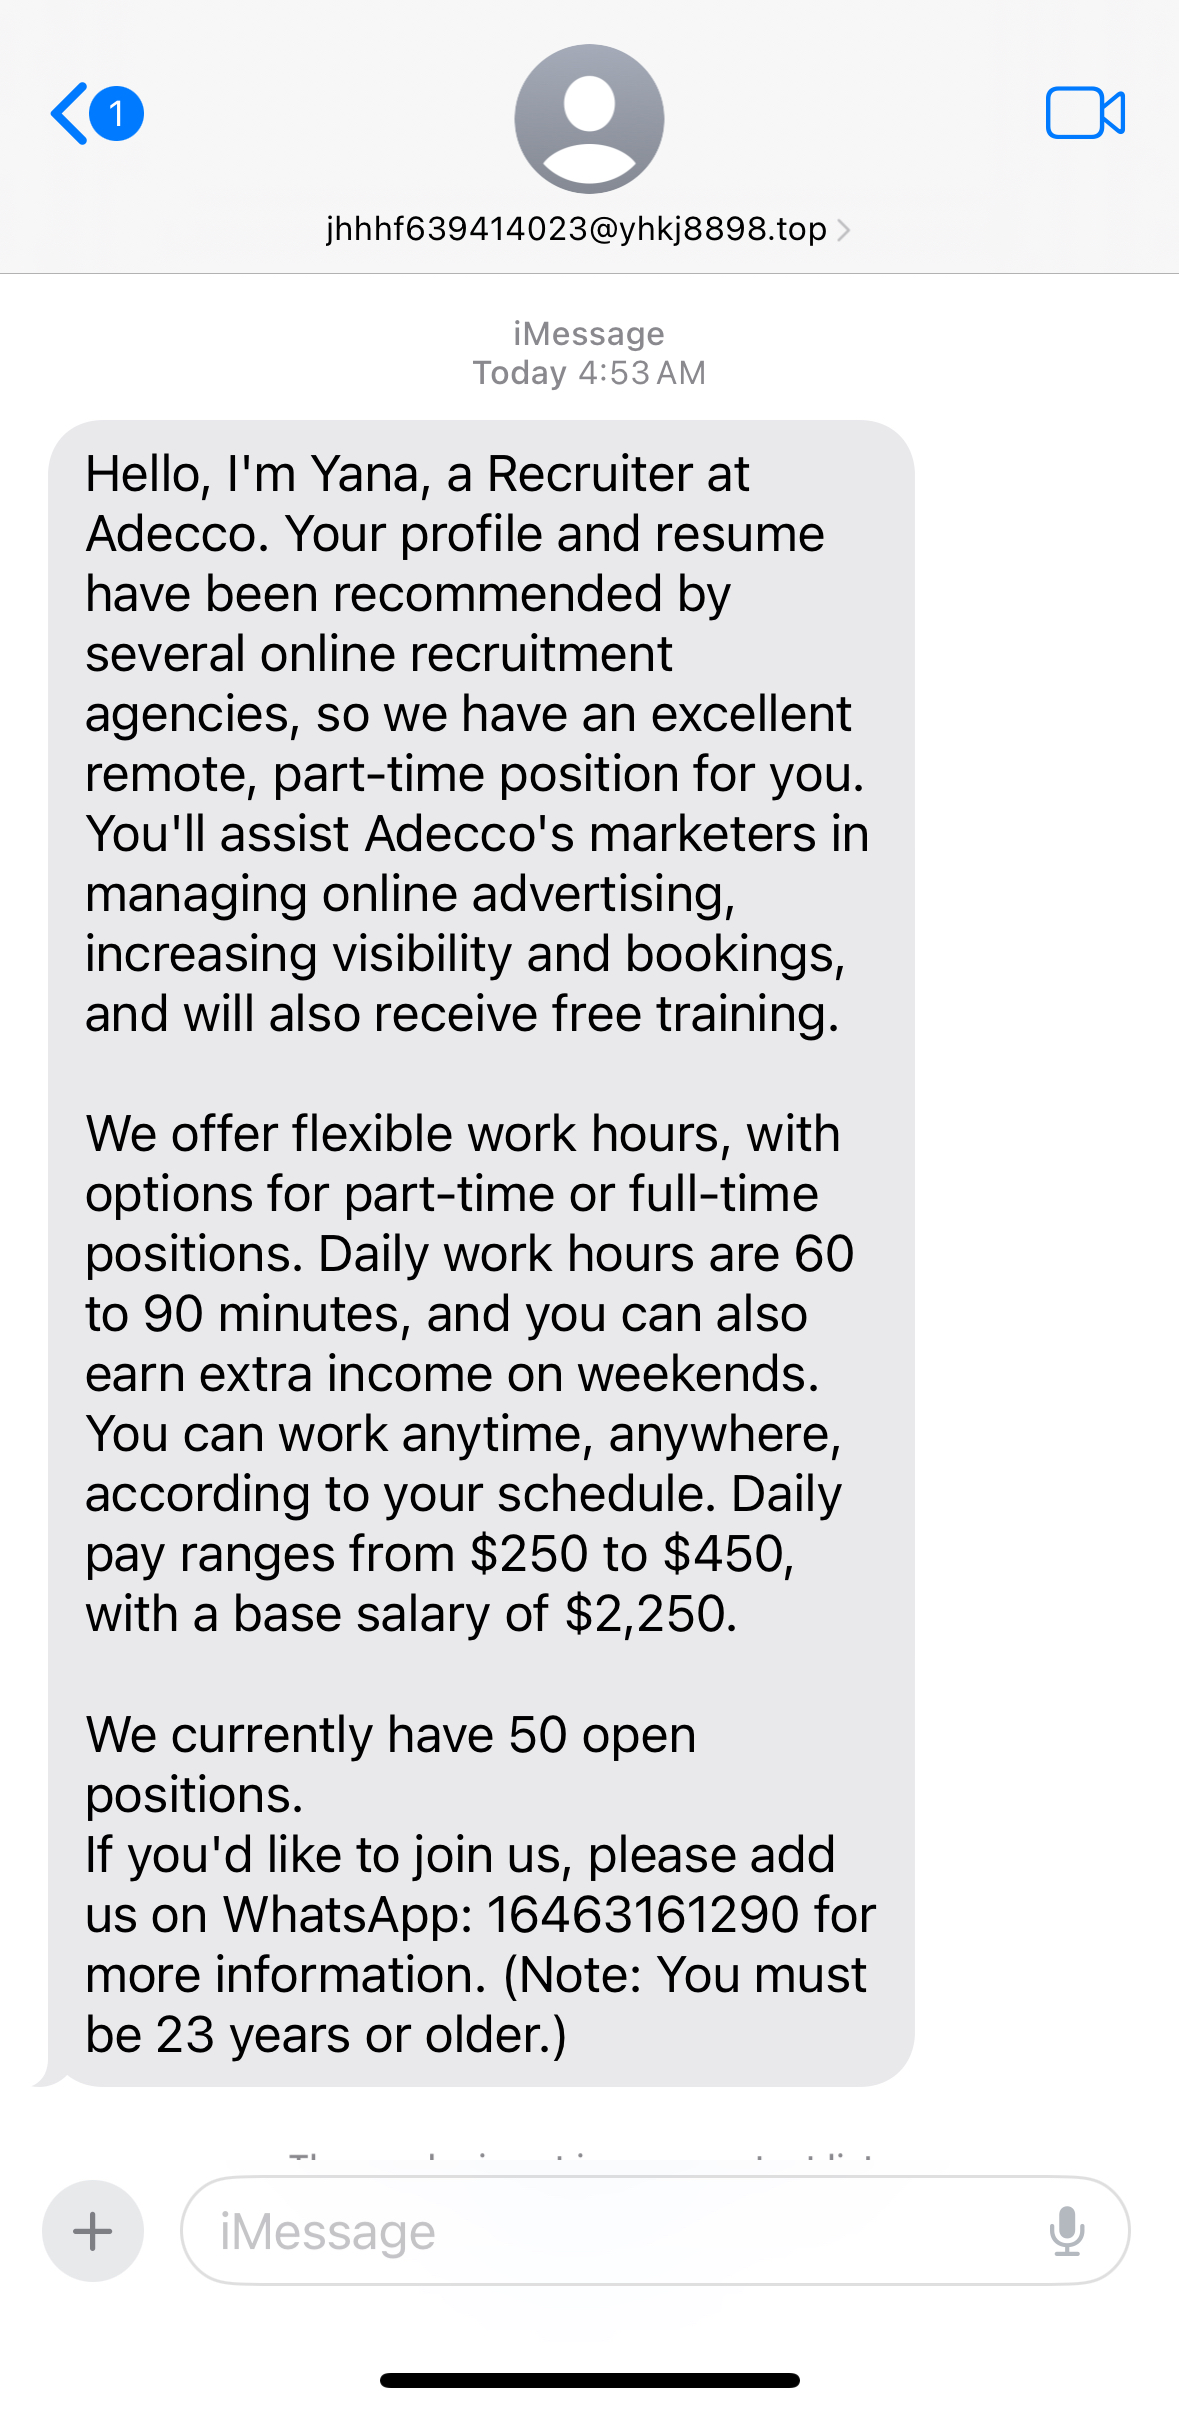 1
jhhhf639414023@yhkj8898.top
iMessage
Today 4:53 AM
Hello, I'm Yana, a Recruiter at
Adecco. Your profile and resume
have been recommended by
several online recruitment
agencies, so we have an excellent
remote, part-time position for you.
You'll assist Adecco's marketers in
managing online advertising,
increasing visibility and bookings,
and will also receive free training.
We offer flexible work hours, with
options for part-time or full-time
positions. Daily work hours are 60
to 90 minutes, and you can also
earn extra income on weekends.
You can work anytime, anywhere,
according to your schedule. Daily
pay ranges from $250 to $450,
with a base salary of $2,250.
We currently have 50 open
positions.
If you'd like to join us, please add
us on WhatsApp: 16463161290 for
more information. (Note: You must
be 23 years or older.)
iMessage